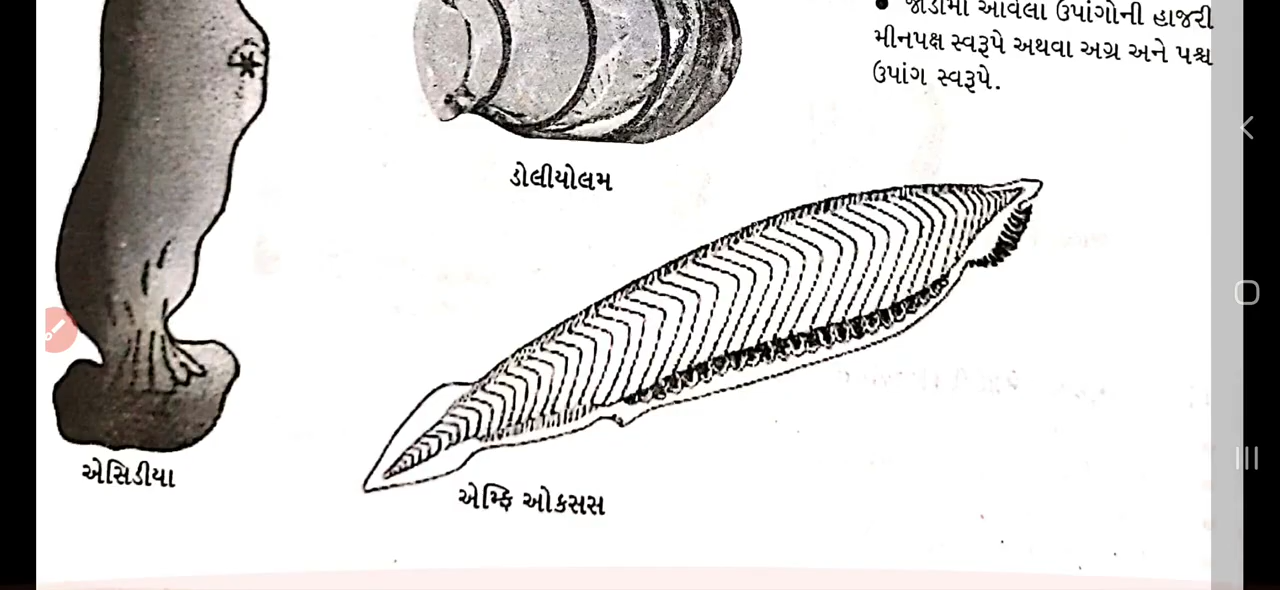 જોડીમાં આવેલા ઉપાંગોની હાજરી
મીનપક્ષ સ્વરૂપે અથવા અગ્ર અને પશ્ચ
ઉપાંગ સ્વરૂપે.
ડોલીયોલમ
એસિડીયા
એમ્ફિ ઓકસસ